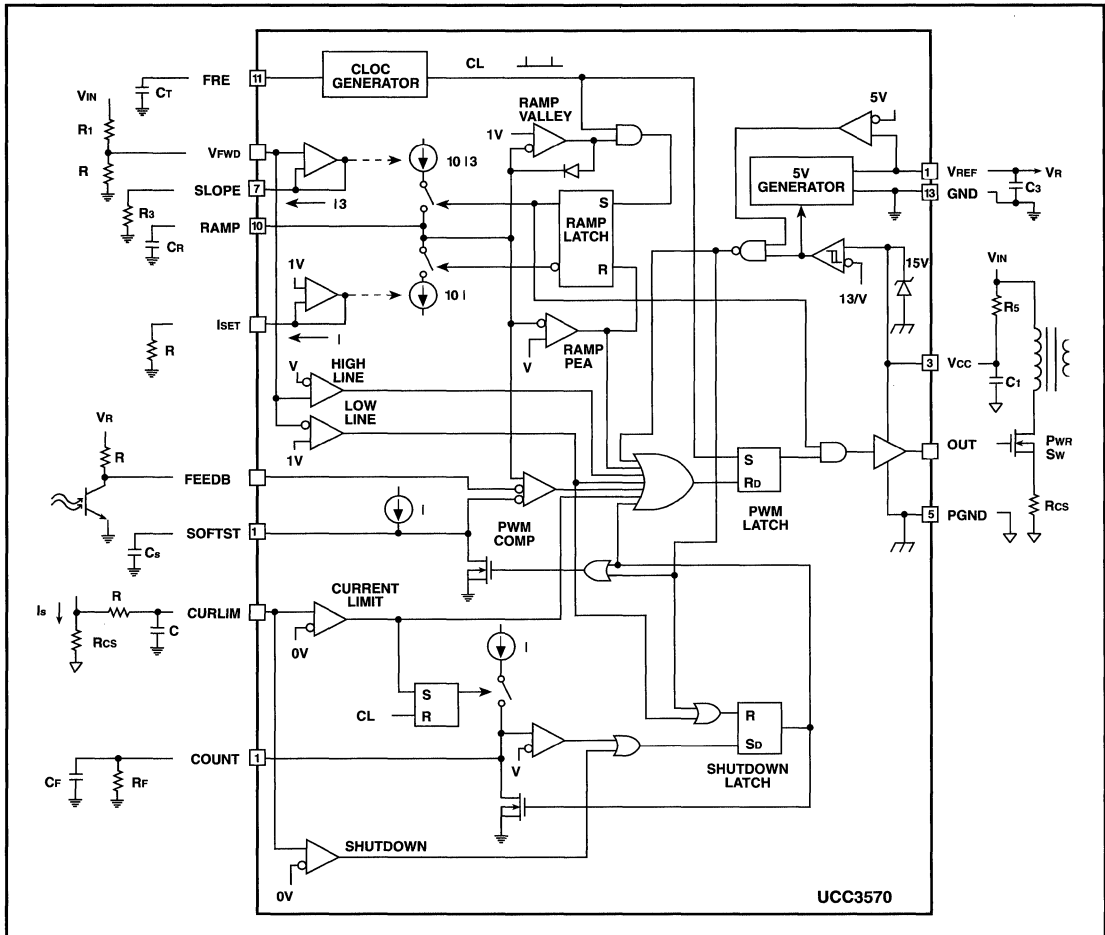 FRE
11
CLOC
GENERATOR
CL
CT
VIN
R1
R
VFWD
SLOPE
7
I3
10 I3
R3
RAMP
10
CR
1V
RAMP
VALLEY
S
RAMP
LATCH
R
5V
5V
GENERATOR
1
VREF
VR
13
GND
C3
15V
13/V
VIN
R5
3
VCC
C1
1V
10 I
ISET
I
R
V
RAMP
PEA
V
HIGH
LINE
LOW
LINE
1V
VR
R
FEEDB
SOFTST
1
CS
I
PWM
COMP
S
RD
PWM
LATCH
OUT
PWR
SW
RCS
5
PGND
IS
R
RCS
C
CURLIM
CURRENT
LIMIT
0V
I
S
R
CL
COUNT
1
CF
RF
V
R
SD
SHUTDOWN
LATCH
SHUTDOWN
0V
UCC3570